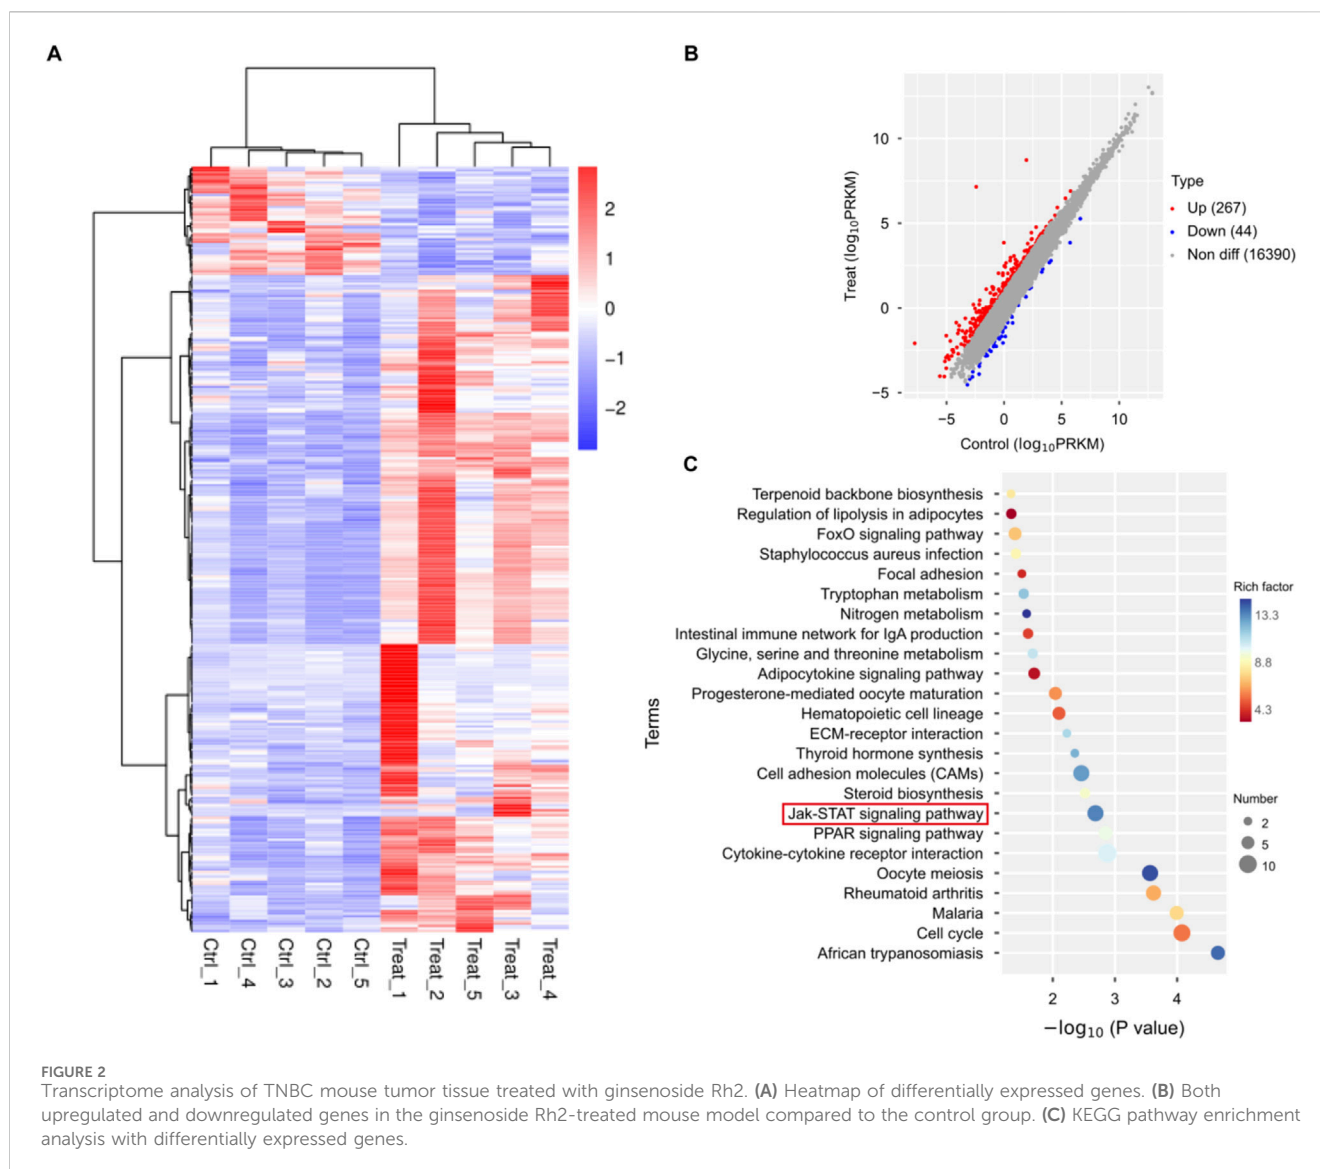 A
2
1
0
−1
−2
Ctrl_1
Ctrl_4
Ctrl_3
Ctrl_2
Ctrl_5
Treat_1
Treat_2
Treat_5
Treat_3
Treat_4
B
Treat (log10PRKM)
10
5
0
−5
−5
0
5
10
Control (log10PRKM)
Type
Up (267)
Down (44)
Non diff (16390)
C
Terms
Terpenoid backbone biosynthesis
Regulation of lipolysis in adipocytes
FoxO signaling pathway
Staphylococcus aureus infection
Focal adhesion
Tryptophan metabolism
Nitrogen metabolism
Intestinal immune network for IgA production
Glycine, serine and threonine metabolism
Adipocytokine signaling pathway
Progesterone-mediated oocyte maturation
Hematopoietic cell lineage
ECM-receptor interaction
Thyroid hormone synthesis
Cell adhesion molecules (CAMs)
Steroid biosynthesis
Jak-STAT signaling pathway
PPAR signaling pathway
Cytokine-cytokine receptor interaction
Oocyte meiosis
Rheumatoid arthritis
Malaria
Cell cycle
African trypanosomiasis
2
3
4
−log10 (P value)
Rich factor
13.3
8.8
4.3
Number
2
5
10
FIGURE 2
Transcriptome analysis of TNBC mouse tumor tissue treated with ginsenoside Rh2. (A) Heatmap of differentially expressed genes. (B) Both
upregulated and downregulated genes in the ginsenoside Rh2-treated mouse model compared to the control group. (C) KEGG pathway enrichment
analysis with differentially expressed genes.